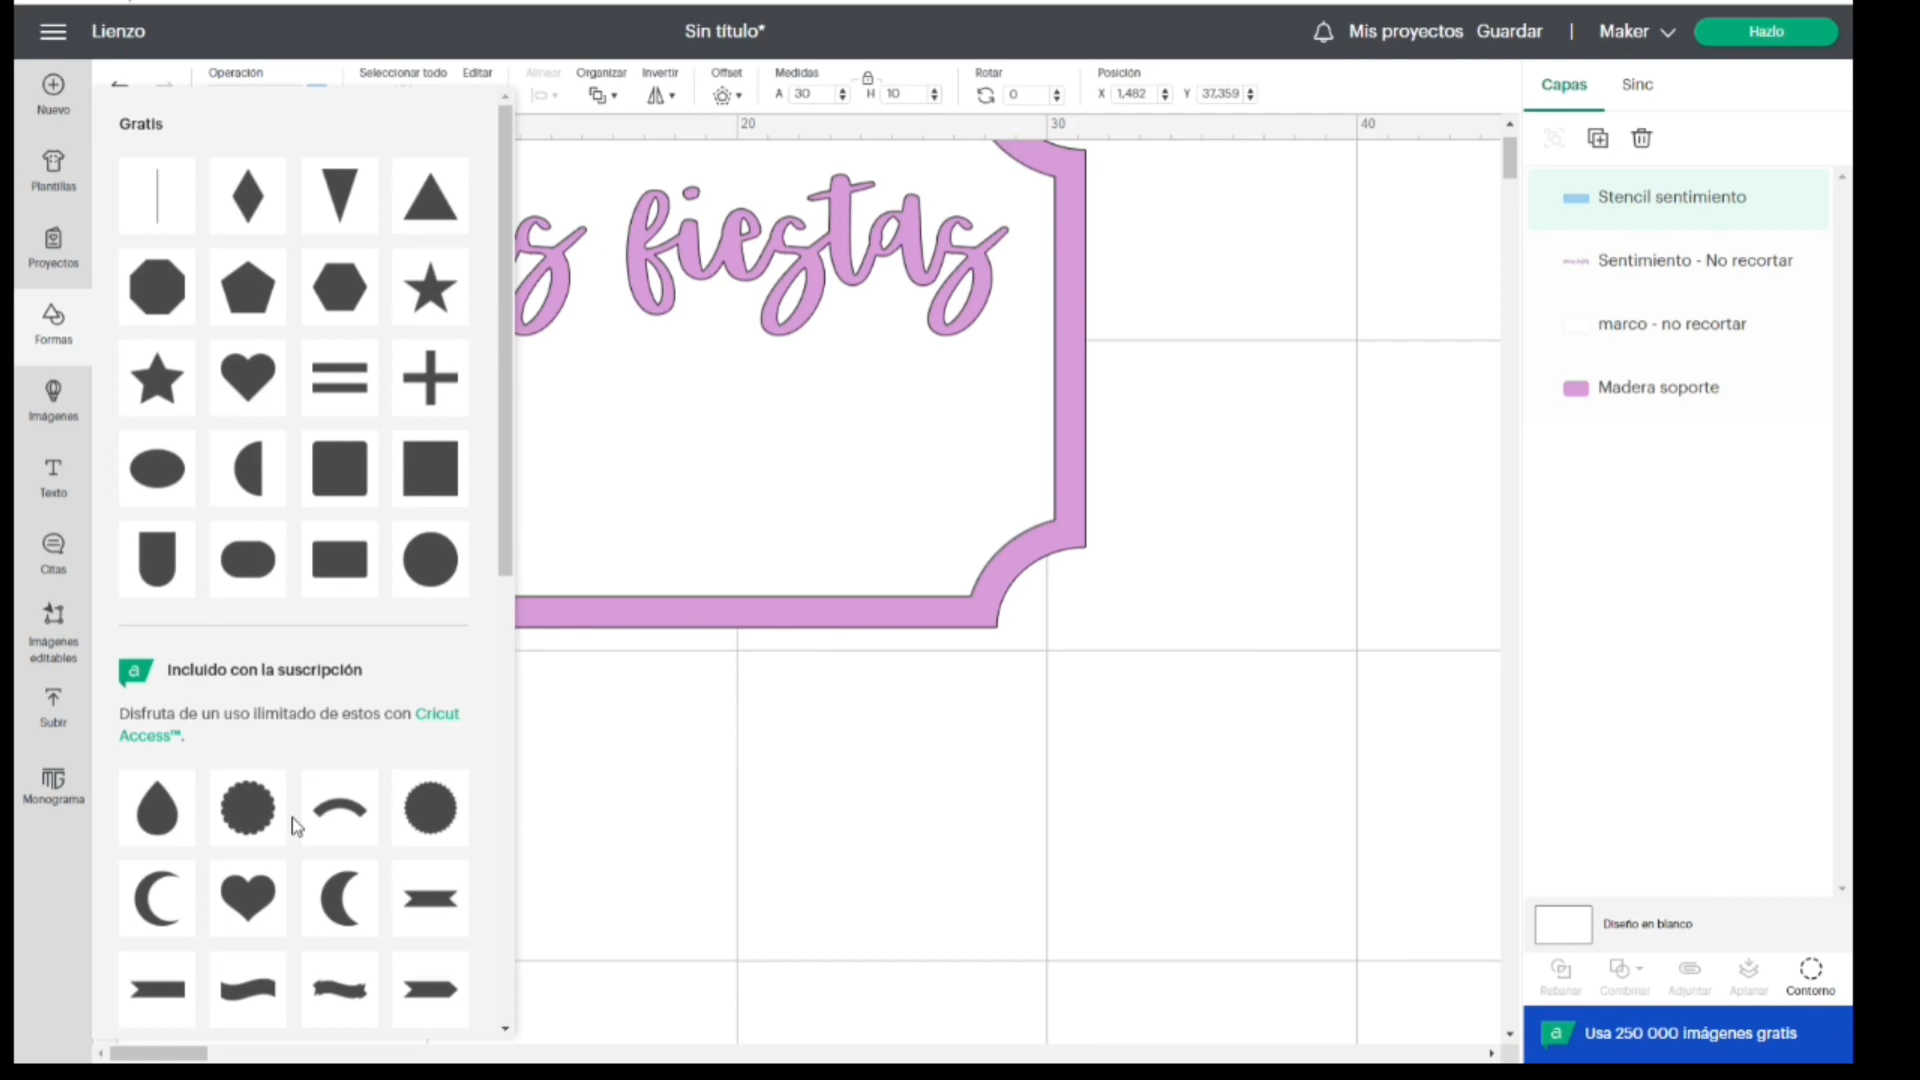 Lienzo
Sin título*
Mis proyectos Guardar | Maker
Hazlo
Operación
Seleccionar todo Editar Alinear Organizar Invertir Offset Medidas Rotar Posición
A 30 H 10 0 X 1,482 Y 37,359
Capas Sinc
Nuevo
Plantillas
Proyectos
Formas
Imágenes
Texto
Citas
Imágenes
editables
Subir
Monograma
Gratis
Incluido con la suscripción
Disfruta de un uso ilimitado de estos con Cricut
Access™.
20 30 40
s fiestas
Stencil sentimiento
Sentimiento - No recortar
marco - no recortar
Madera soporte
Diseño en blanco
Rebanar Combinar Adjuntar Aplanar Contorno
a Usa 250 000 imágenes gratis